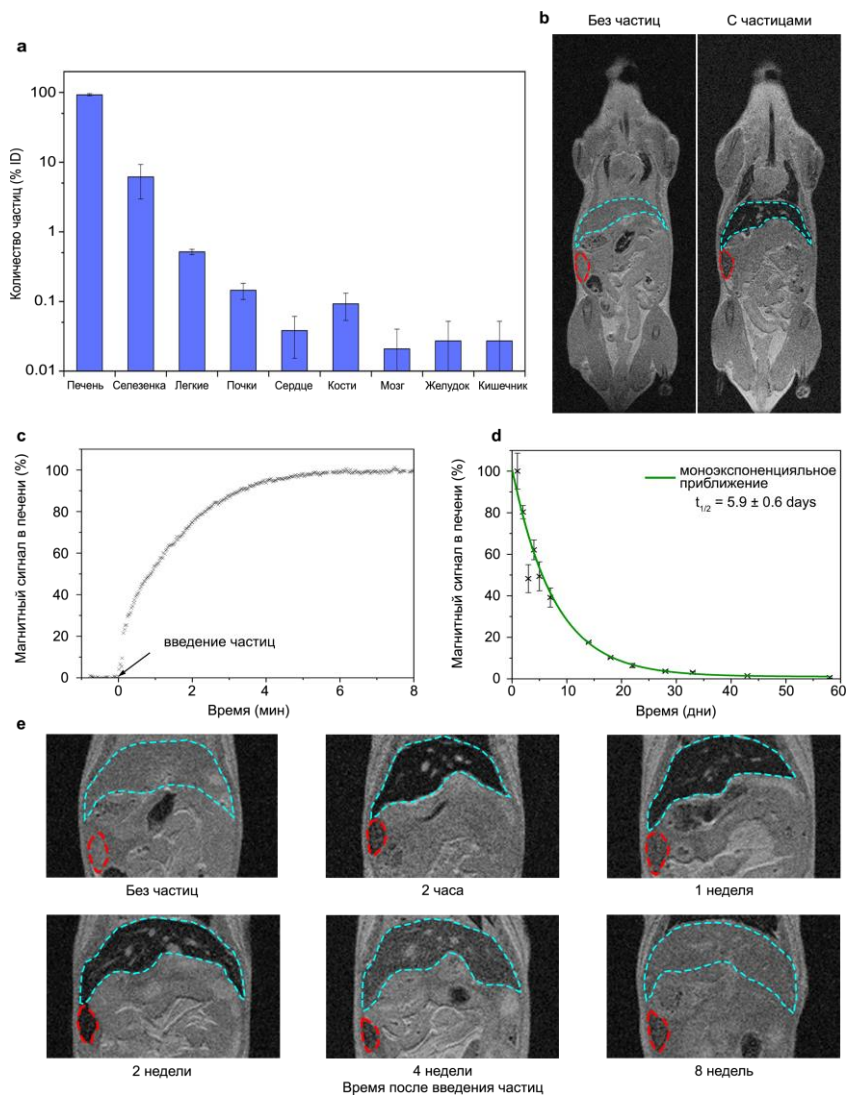 a
Количество частиц (% ID)
100
10
1
0.1
0.01
Печень Селезенка Легкие Почки Сердце Кости Мозг Желудок Кишечник
b
Без частиц С частицами
c
Магнитный сигнал в печени (%)
100
80
60
40
20
0
введение частиц
0 2 4 6 8
Время (мин)
d
Магнитный сигнал в печени (%)
100
80
60
40
20
0
моноэкспоненцияльное
приближение
t1/2 = 5.9 ± 0.6 days
0 10 20 30 40 50 60
Время (дни)
e
Без частиц 2 часа 1 неделя
2 недели 4 недели 8 недель
Время после введения частиц